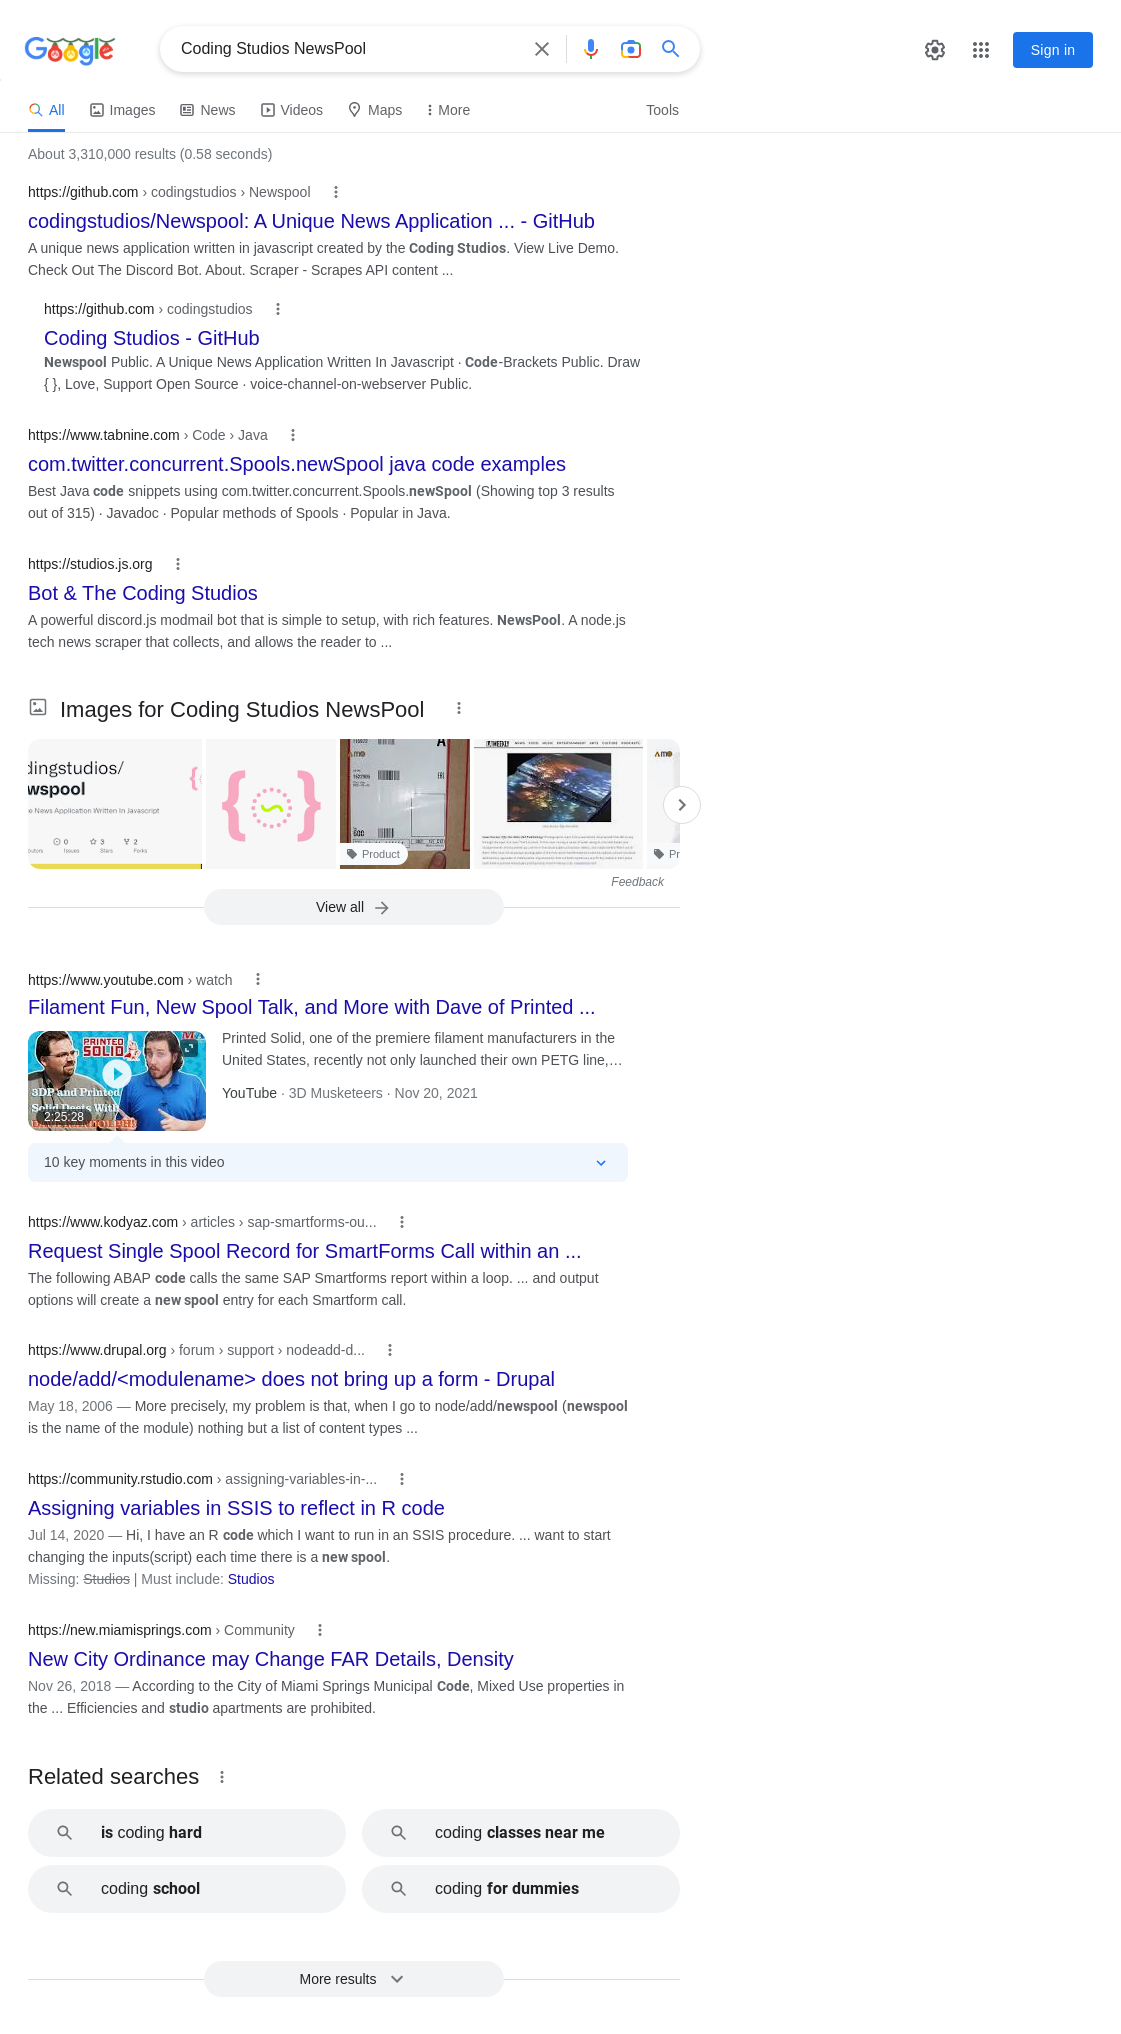 Google
Coding Studios NewsPool
Sign in
All
Images
News
Videos
Maps
More
Tools
About 3,310,000 results (0.58 seconds)
https://github.com › codingstudios › Newspool
codingstudios/Newspool: A Unique News Application ... - GitHub
A unique news application written in javascript created by the Coding Studios. View Live Demo.
Check Out The Discord Bot. About. Scraper - Scrapes API content ...
https://github.com › codingstudios
Coding Studios - GitHub
Newspool Public. A Unique News Application Written In Javascript · Code-Brackets Public. Draw
{ }, Love, Support Open Source · voice-channel-on-webserver Public.
https://www.tabnine.com › Code › Java
com.twitter.concurrent.Spools.newSpool java code examples
Best Java code snippets using com.twitter.concurrent.Spools.newSpool (Showing top 3 results
out of 315) · Javadoc · Popular methods of Spools · Popular in Java.
https://studios.js.org
Bot & The Coding Studios
A powerful discord.js modmail bot that is simple to setup, with rich features. NewsPool. A node.js
tech news scraper that collects, and allows the reader to ...
Images for Coding Studios NewsPool
dingstudios/
wspool
e News Application Written In Javascript
0
3
2
Issues
Stars
Forks
AMO
Product
WEEKLY
AMO
Pr
Feedback
View all
https://www.youtube.com › watch
Filament Fun, New Spool Talk, and More with Dave of Printed ...
PRINTED
SOLID
3DP and Printed
Solid Deets With
2:25:28
Printed Solid, one of the premiere filament manufacturers in the
United States, recently not only launched their own PETG line,…
YouTube · 3D Musketeers · Nov 20, 2021
10 key moments in this video
https://www.kodyaz.com › articles › sap-smartforms-ou...
Request Single Spool Record for SmartForms Call within an ...
The following ABAP code calls the same SAP Smartforms report within a loop. ... and output
options will create a new spool entry for each Smartform call.
https://www.drupal.org › forum › support › nodeadd-d...
node/add/<modulename> does not bring up a form - Drupal
May 18, 2006 — More precisely, my problem is that, when I go to node/add/newspool (newspool
is the name of the module) nothing but a list of content types ...
https://community.rstudio.com › assigning-variables-in-...
Assigning variables in SSIS to reflect in R code
Jul 14, 2020 — Hi, I have an R code which I want to run in an SSIS procedure. ... want to start
changing the inputs(script) each time there is a new spool.
Missing: Studios | Must include: Studios
https://new.miamisprings.com › Community
New City Ordinance may Change FAR Details, Density
Nov 26, 2018 — According to the City of Miami Springs Municipal Code, Mixed Use properties in
the ... Efficiencies and studio apartments are prohibited.
Related searches
is coding hard
coding classes near me
coding school
coding for dummies
More results